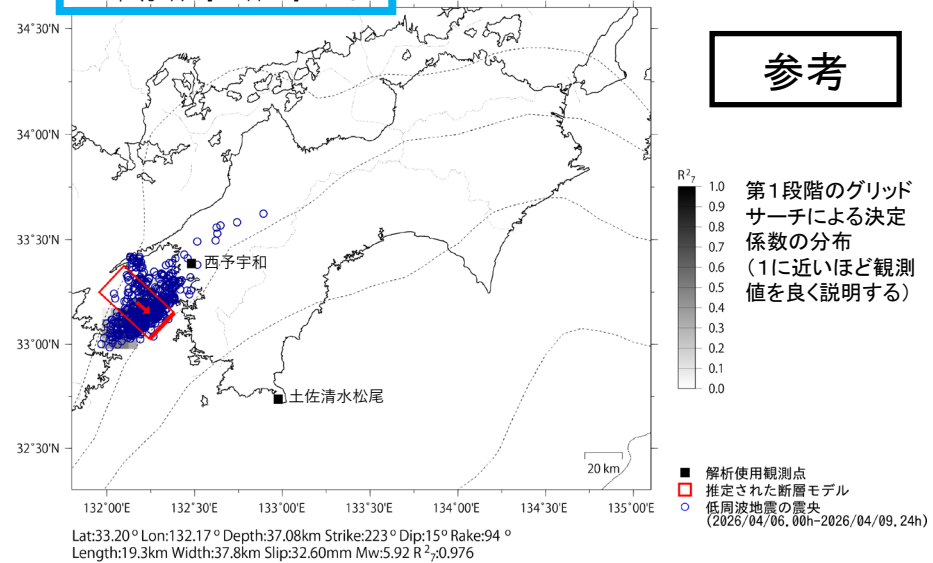 参考
34°30'N
34°00'N
33°30'N
33°00'N
32°30'N
西予宇和
土佐清水松尾
20 km
132°00'E
132°30'E
133°00'E
133°30'E
134°00'E
134°30'E
135°00'E
R²₇
1.0
0.9
0.8
0.7
0.6
0.5
0.4
0.3
0.2
0.1
0.0
第1段階のグリッド
サーチによる決定
係数の分布
(1に近いほど観測
値を良く説明する)
解析使用観測点
推定された断層モデル
低周波地震の震央
(2026/04/06.00h-2026/04/09.24h)
Lat:33.20° Lon:132.17° Depth:37.08km Strike:223° Dip:15° Rake:94 °
Length:19.3km Width:37.8km Slip:32.60mm Mw:5.92 R²₇:0.976